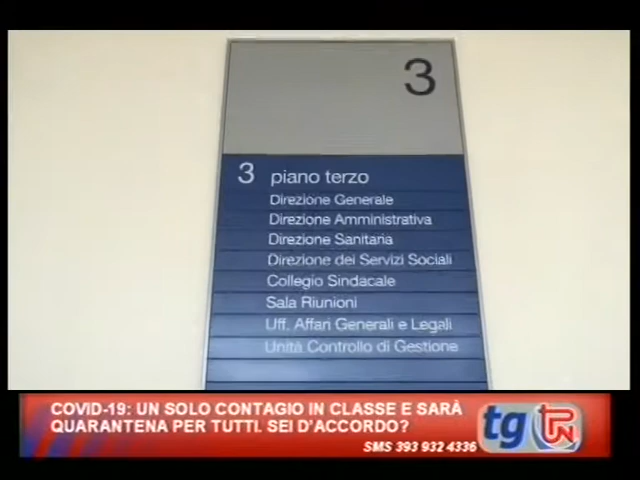 3
3 piano terzo
Direzione Generale
Direzione Amministrativa
Direzione Sanitaria
Direzione dei Servizi Sociali
Collegio Sindacale
Sala Riunioni
Uff. Affari Generali e Legali
Unità Controllo di Gestione
COVID-19: UN SOLO CONTAGIO IN CLASSE E SARÀ
QUARANTENA PER TUTTI. SEI D'ACCORDO?
SMS 393 932 4336
tg TPN